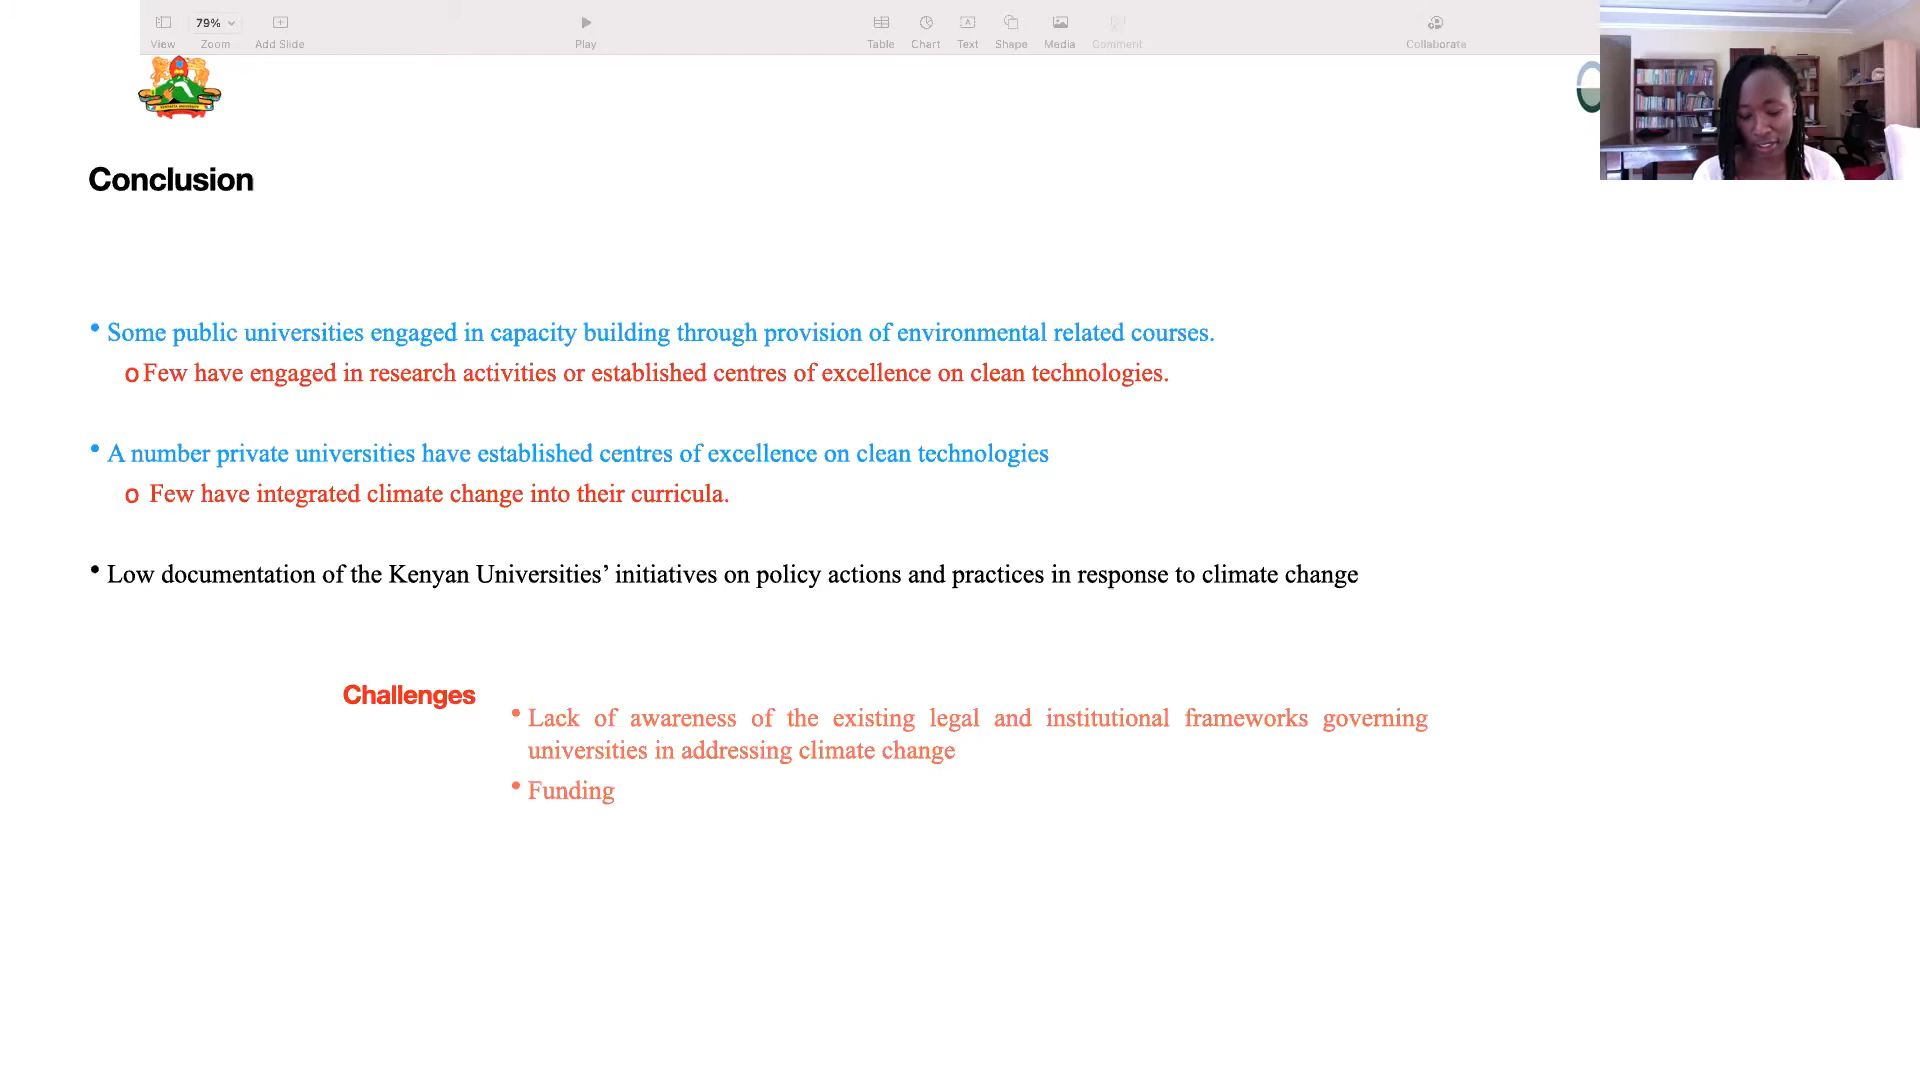 79%
View
Zoom
Add Slide
Play
Table
Chart
Text
Shape
Media
Comment
Collaborate
KENYATTA UNIVERSITY
Conclusion
• Some public universities engaged in capacity building through provision of environmental related courses.
o Few have engaged in research activities or established centres of excellence on clean technologies.
• A number private universities have established centres of excellence on clean technologies
o Few have integrated climate change into their curricula.
• Low documentation of the Kenyan Universities’ initiatives on policy actions and practices in response to climate change
Challenges
• Lack of awareness of the existing legal and institutional frameworks governing
universities in addressing climate change
• Funding